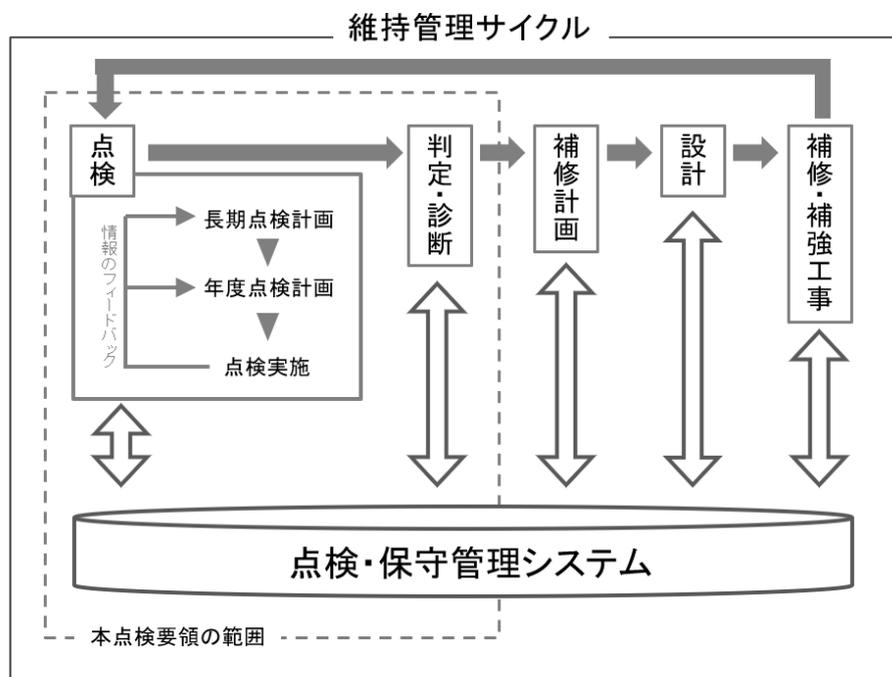 維持管理サイクル
点検
判定・診断
補修計画
設計
補修・補強工事
情報のフィードバック
長期点検計画
年度点検計画
点検実施
点検・保守管理システム
本点検要領の範囲